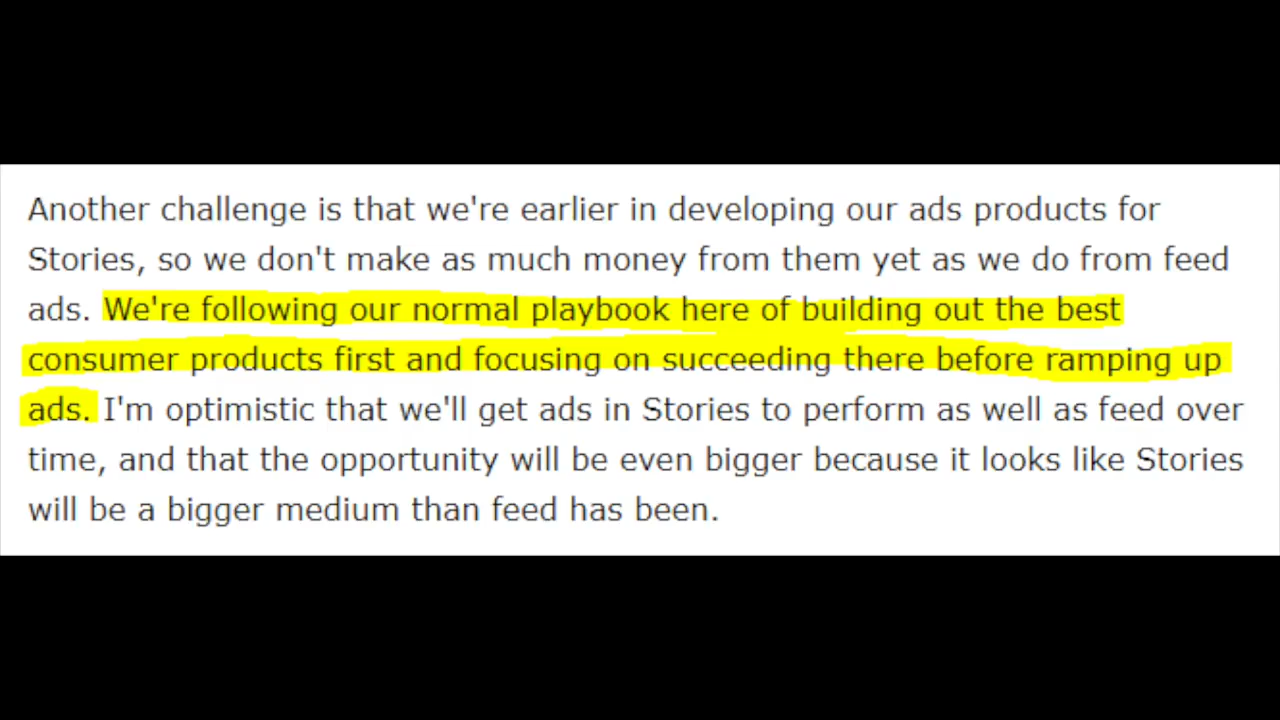 Another challenge is that we're earlier in developing our ads products for
Stories, so we don't make as much money from them yet as we do from feed
ads. We're following our normal playbook here of building out the best
consumer products first and focusing on succeeding there before ramping up
ads. I'm optimistic that we'll get ads in Stories to perform as well as feed over
time, and that the opportunity will be even bigger because it looks like Stories
will be a bigger medium than feed has been.